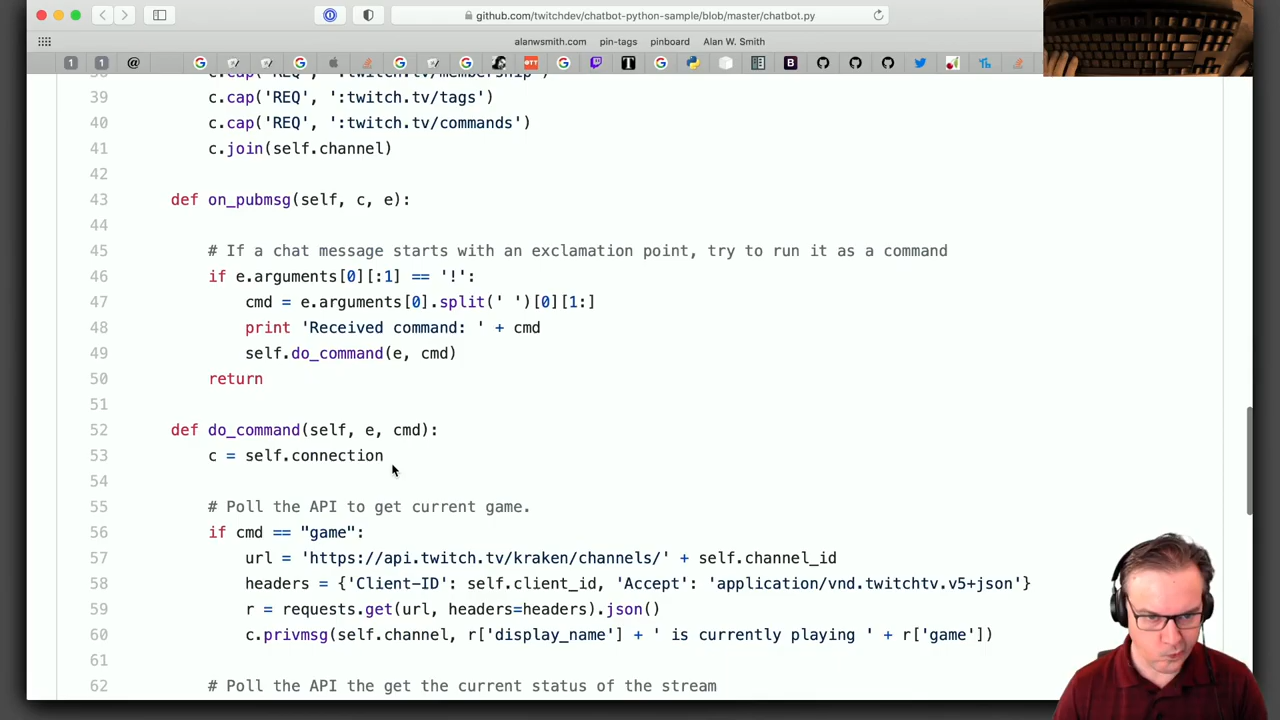 github.com/twitchdev/chatbot-python-sample/blob/master/chatbot.py
alanwsmith.com pin-tags pinboard Alan W. Smith
38 c.cap('REQ', ':twitch.tv/membership')
39 c.cap('REQ', ':twitch.tv/tags')
40 c.cap('REQ', ':twitch.tv/commands')
41 c.join(self.channel)
42
43 def on_pubmsg(self, c, e):
44
45 # If a chat message starts with an exclamation point, try to run it as a command
46 if e.arguments[0][:1] == '!':
47 cmd = e.arguments[0].split(' ')[0][1:]
48 print 'Received command: ' + cmd
49 self.do_command(e, cmd)
50 return
51
52 def do_command(self, e, cmd):
53 c = self.connection
54
55 # Poll the API to get current game.
56 if cmd == "game":
57 url = 'https://api.twitch.tv/kraken/channels/' + self.channel_id
58 headers = {'Client-ID': self.client_id, 'Accept': 'application/vnd.twitchtv.v5+json'}
59 r = requests.get(url, headers=headers).json()
60 c.privmsg(self.channel, r['display_name'] + ' is currently playing ' + r['game'])
61
62 # Poll the API the get the current status of the stream